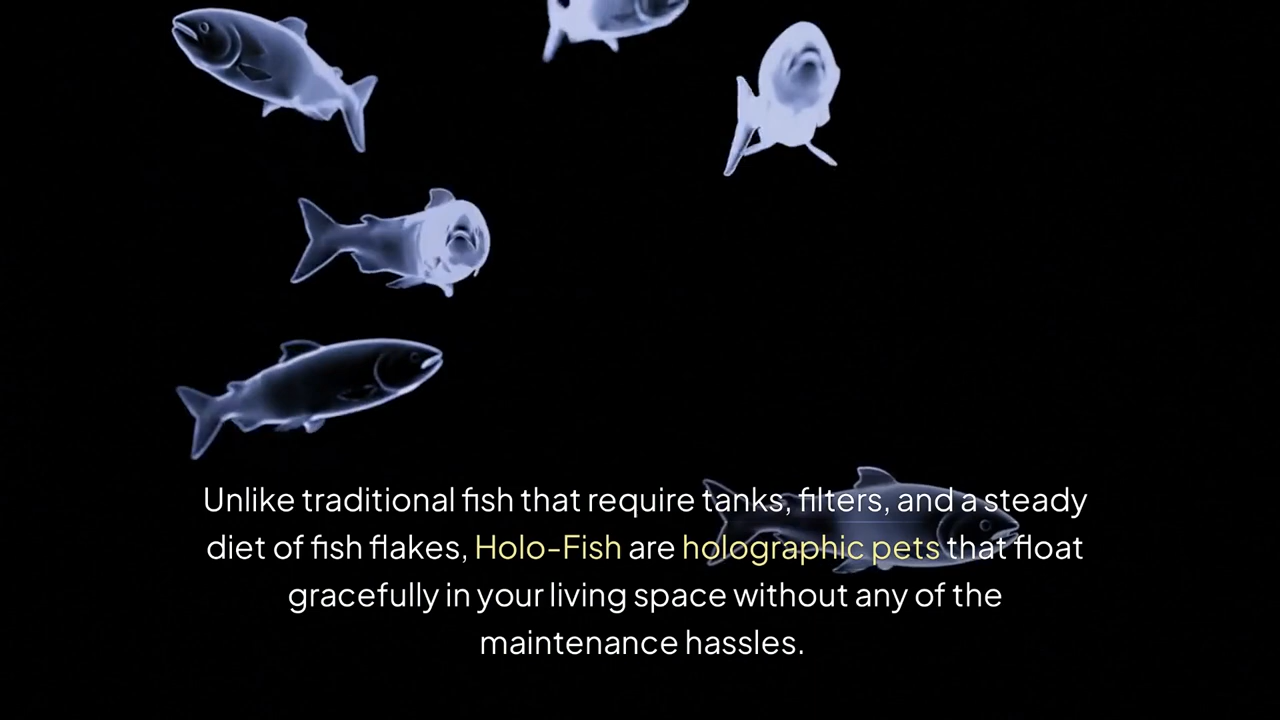 Unlike traditional fish that require tanks, filters, and a steady
diet of fish flakes, Holo-Fish are holographic pets that float
gracefully in your living space without any of the
maintenance hassles.